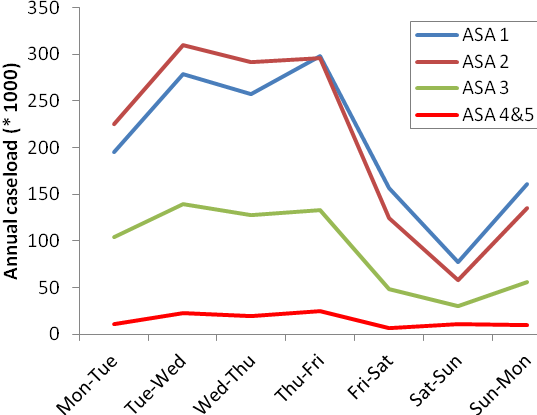 350
300
250
200
150
100
50
0
Annual caseload (* 1000)
ASA 1
ASA 2
ASA 3
ASA 4&5
Mon-Tue
Tue-Wed
Wed-Thu
Thu-Fri
Fri-Sat
Sat-Sun
Sun-Mon